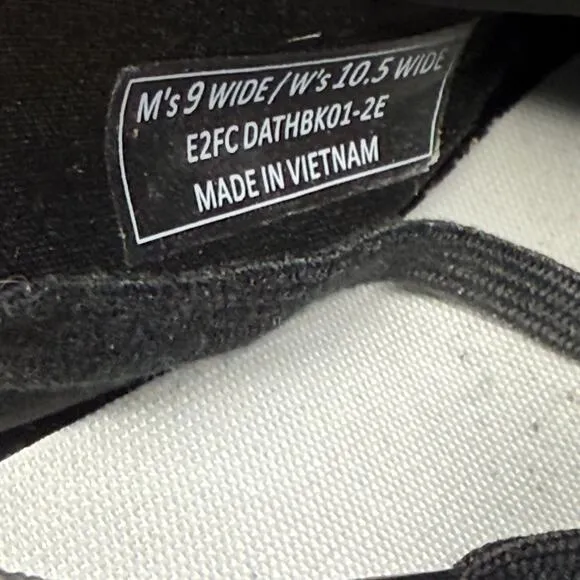 M's 9 WIDE/W's 10.5 WIDE
E2FC DATHBK01-2E
MADE IN VIETNAM